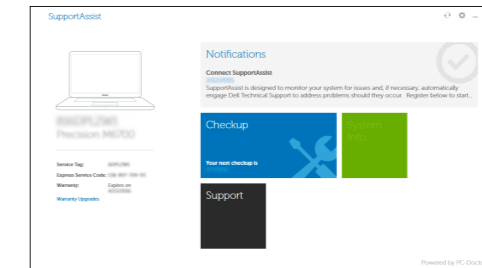 SupportAssist
Notifications
Connect SupportAssist
SupportAssist is designed to monitor your system for issues and, if necessary, automatically
engage Dell Technical Support to address problems should they occur. Register below to start...
Precision M6700
Checkup
System
Info
Your next checkup is
Service Tag:
Express Service Code:
Warranty: Expires on
Warranty Upgrades
Support
Powered by PC-Doctor